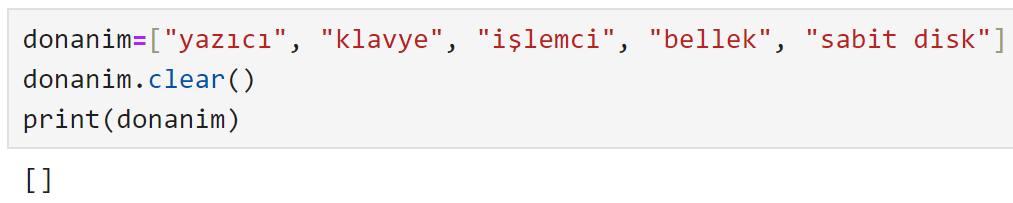 donanim=["yazıcı", "klavye", "işlemci", "bellek", "sabit disk"]
donanim.clear()
print(donanim)
[]